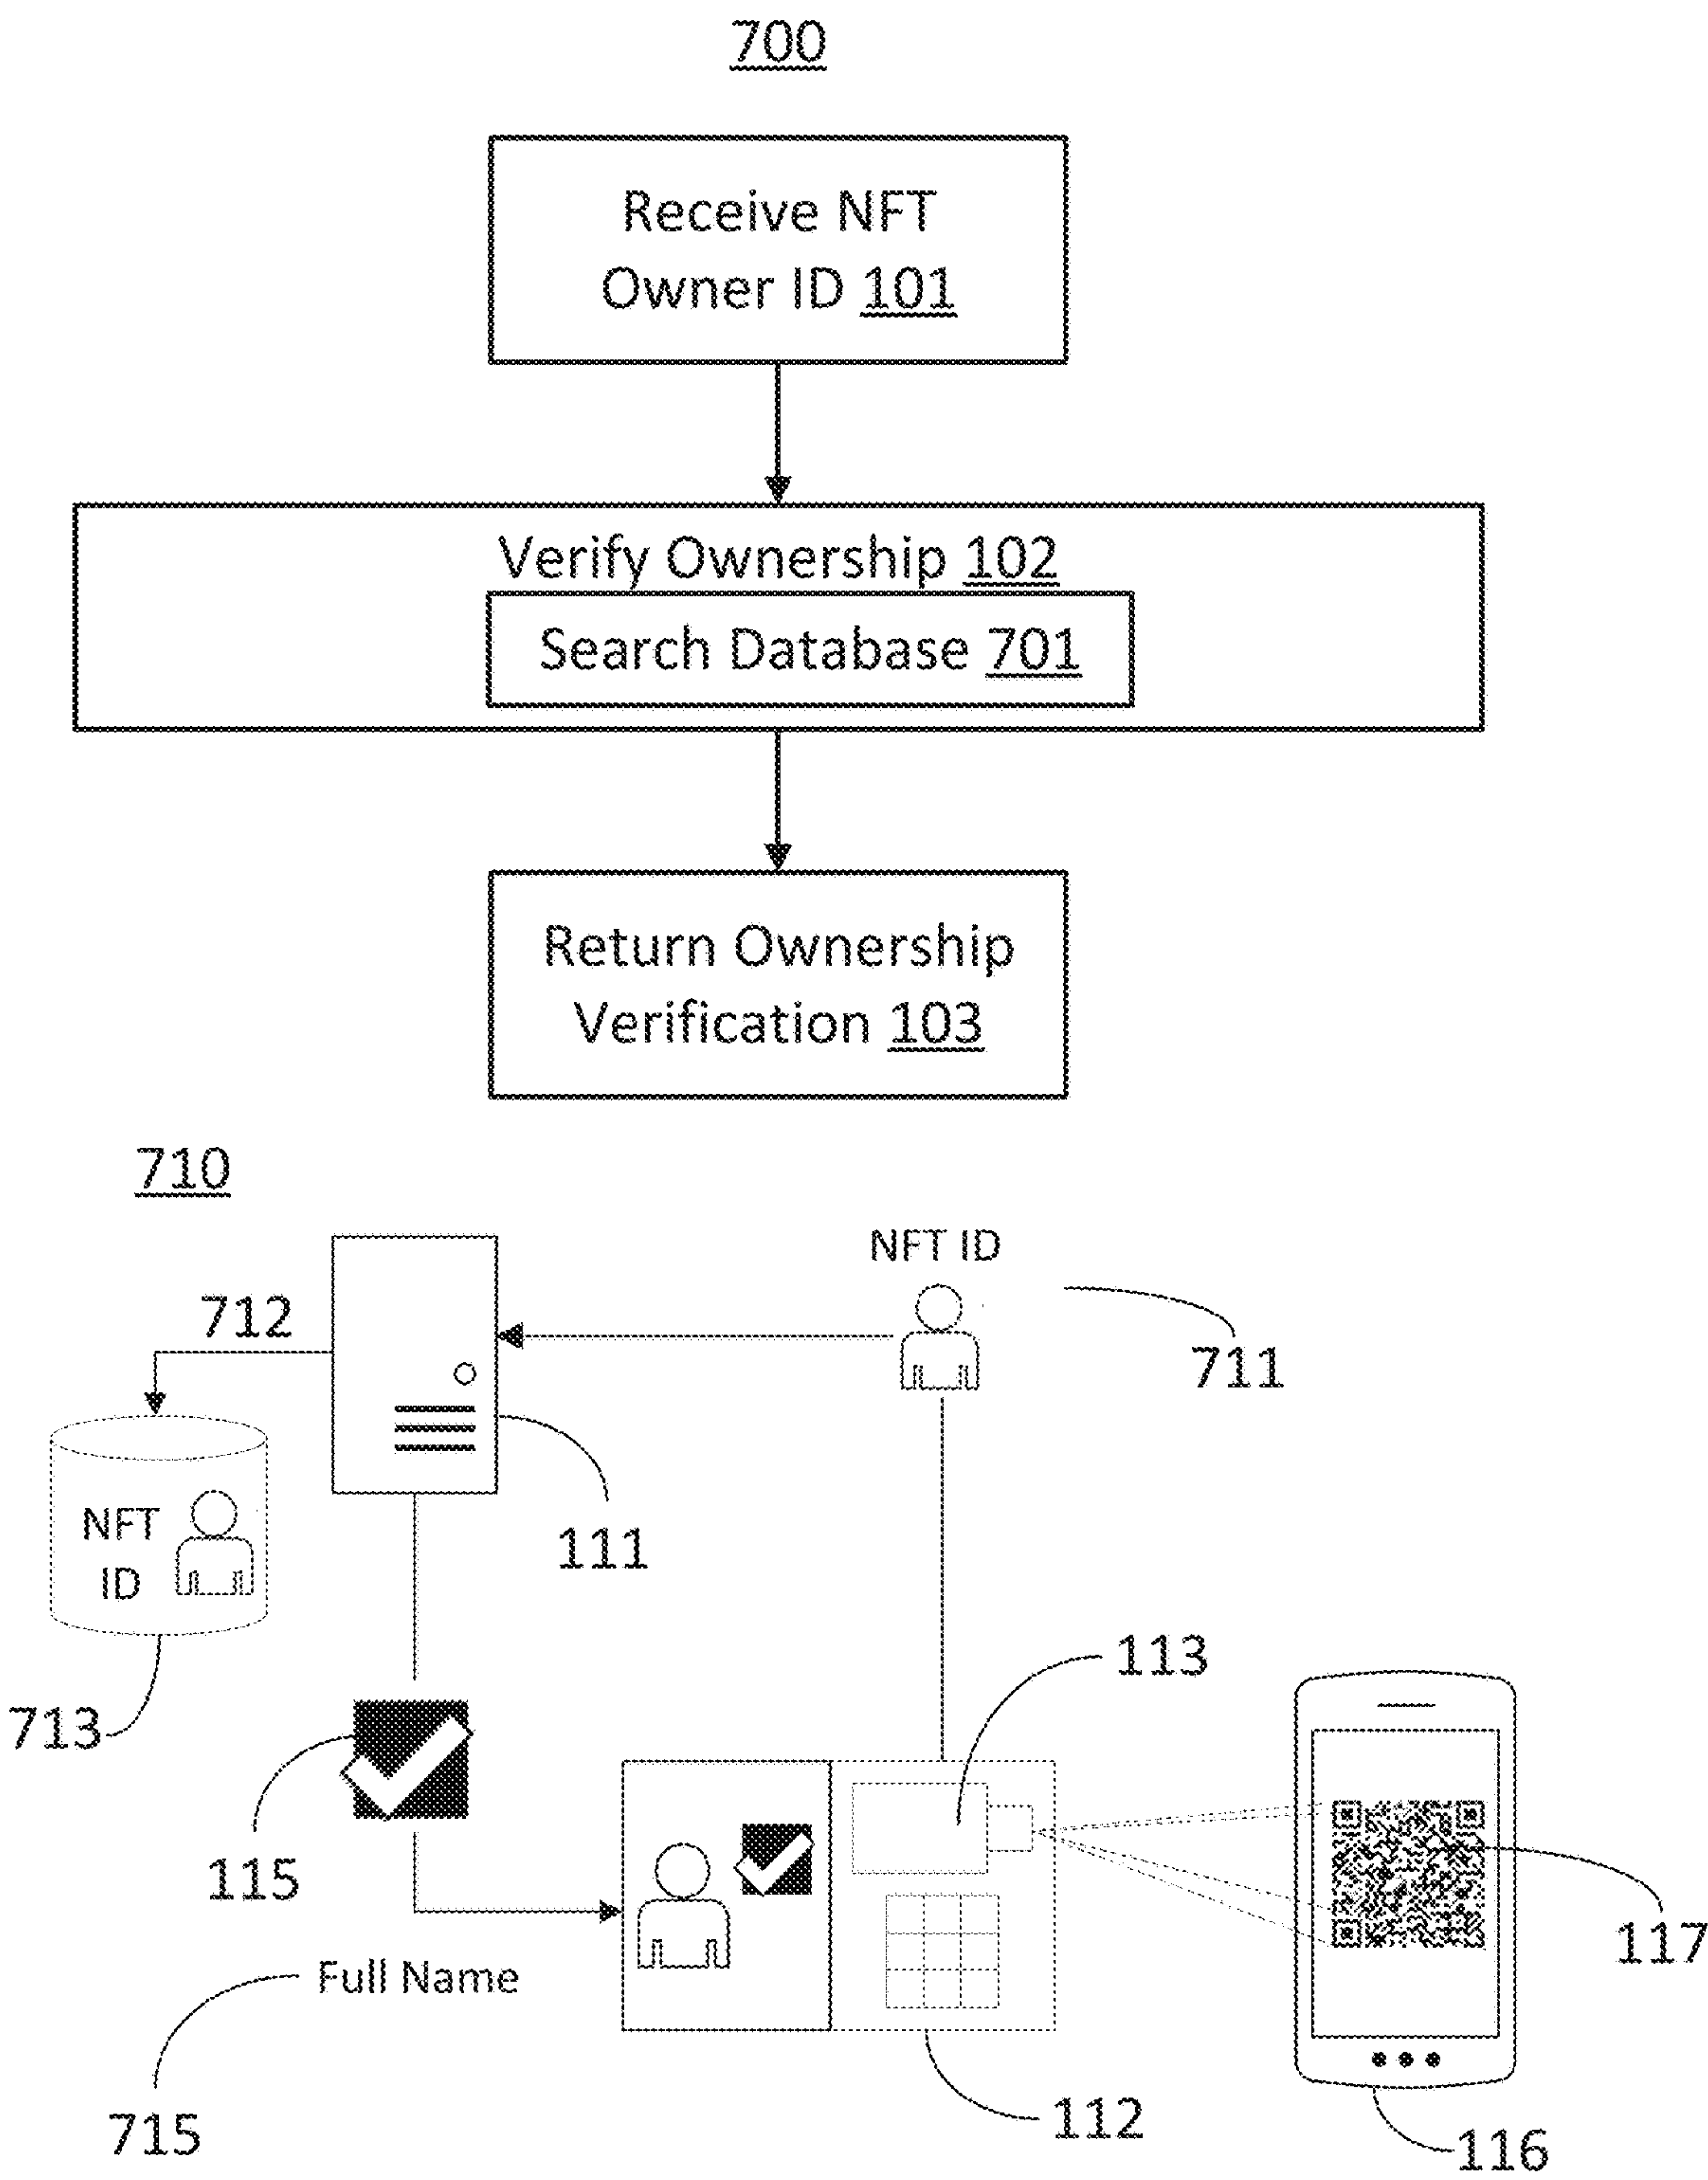 700
Receive NFT
Owner ID 101
Verify Ownership 102
Search Database 701
Return Ownership
Verification 103
710
NFT ID
712
711
NFT
ID
111
113
713
115
117
Full Name
715
112
116